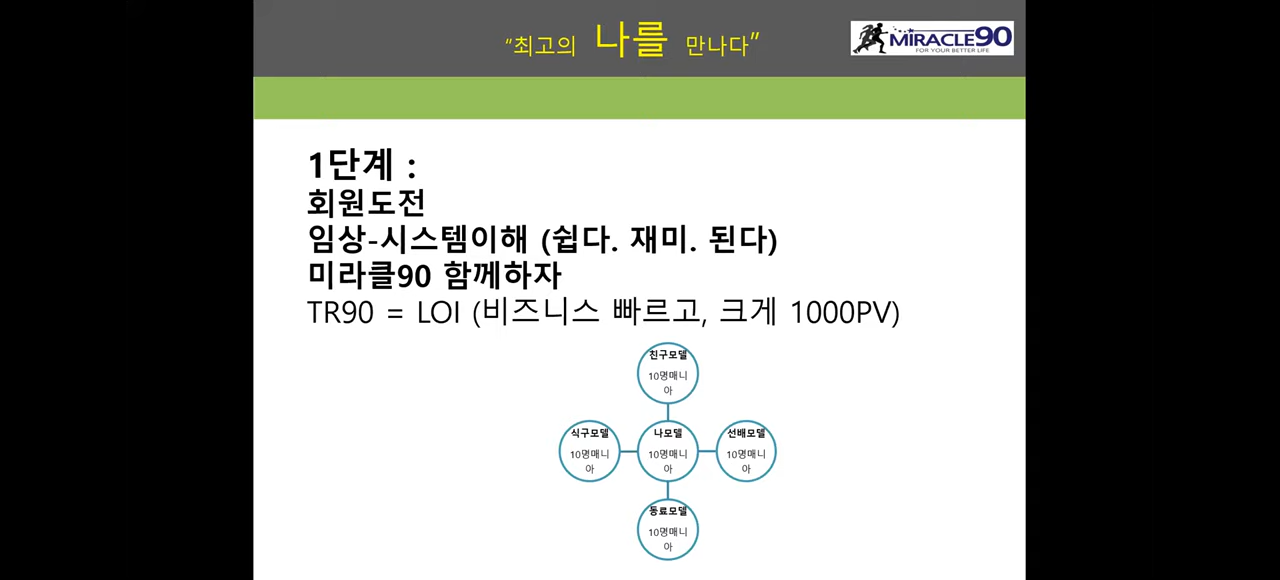 “최고의 나를 만나다”
MIRACLE90
FOR YOUR BETTER LIFE
1단계 :
회원도전
임상-시스템이해 (쉽다. 재미. 된다)
미라클90 함께하자
TR90 = LOI (비즈니스 빠르고, 크게 1000PV)
친구모델
10명매니
아
식구모델
10명매니
아
나모델
10명매니
아
선배모델
10명매니
아
동료모델
10명매니
아